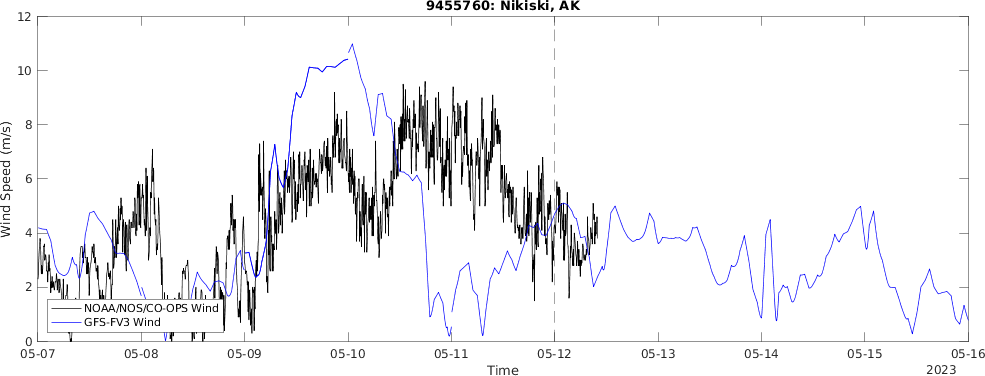 9455760: Nikiski, AK
Wind Speed (m/s)
12
10
8
6
4
2
0
NOAA/NOS/CO-OPS Wind
GFS-FV3 Wind
05-07 05-08 05-09 05-10 05-11 05-12 05-13 05-14 05-15 05-16
Time
2023